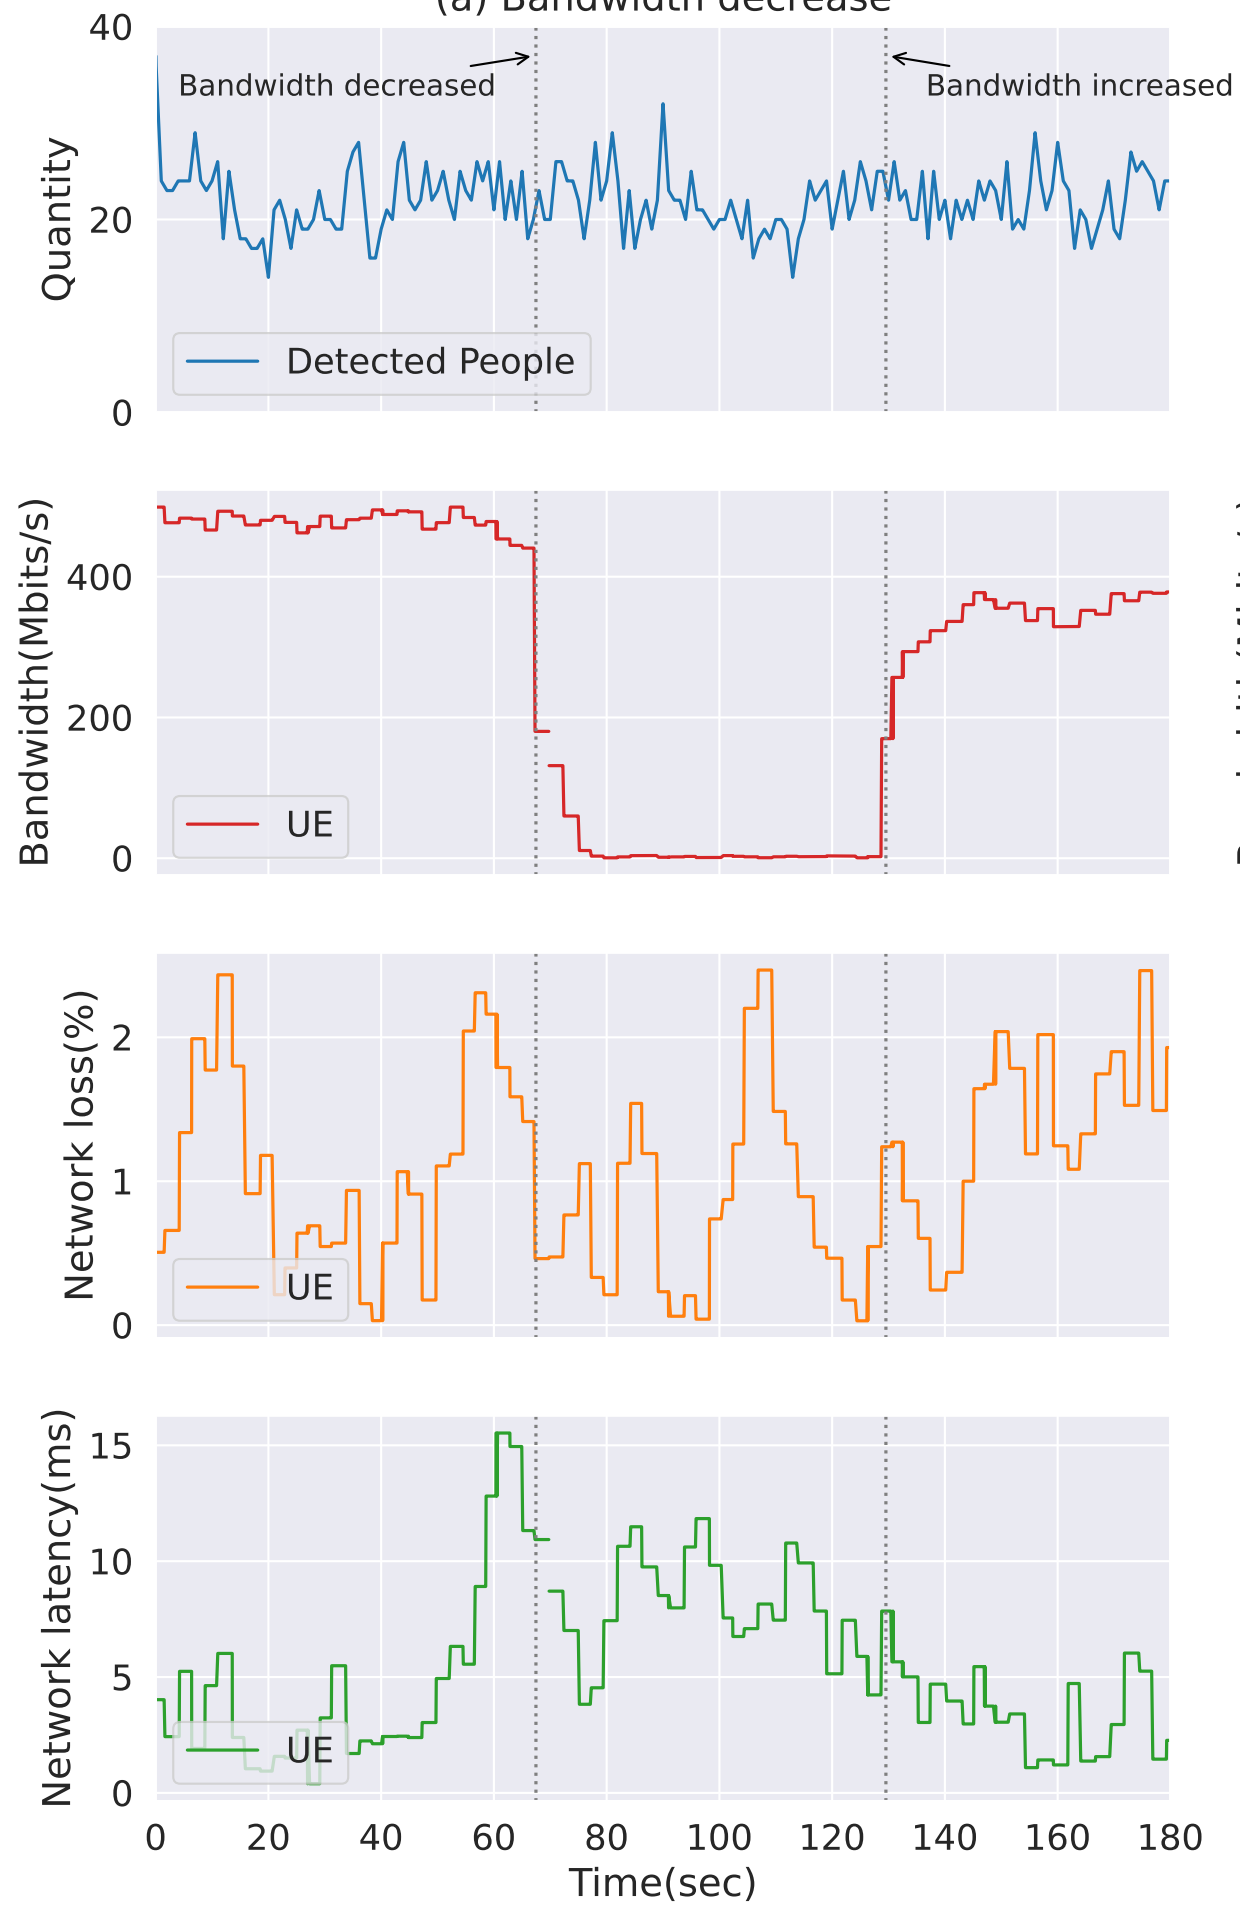 (a) Bandwidth decrease
40
Bandwidth decreased
Bandwidth increased
Quantity
20
Detected People
0
Bandwidth(Mbits/s)
400
200
UE
0
Network loss(%)
2
1
UE
0
Network latency(ms)
15
10
5
UE
0
0 20 40 60 80 100 120 140 160 180
Time(sec)